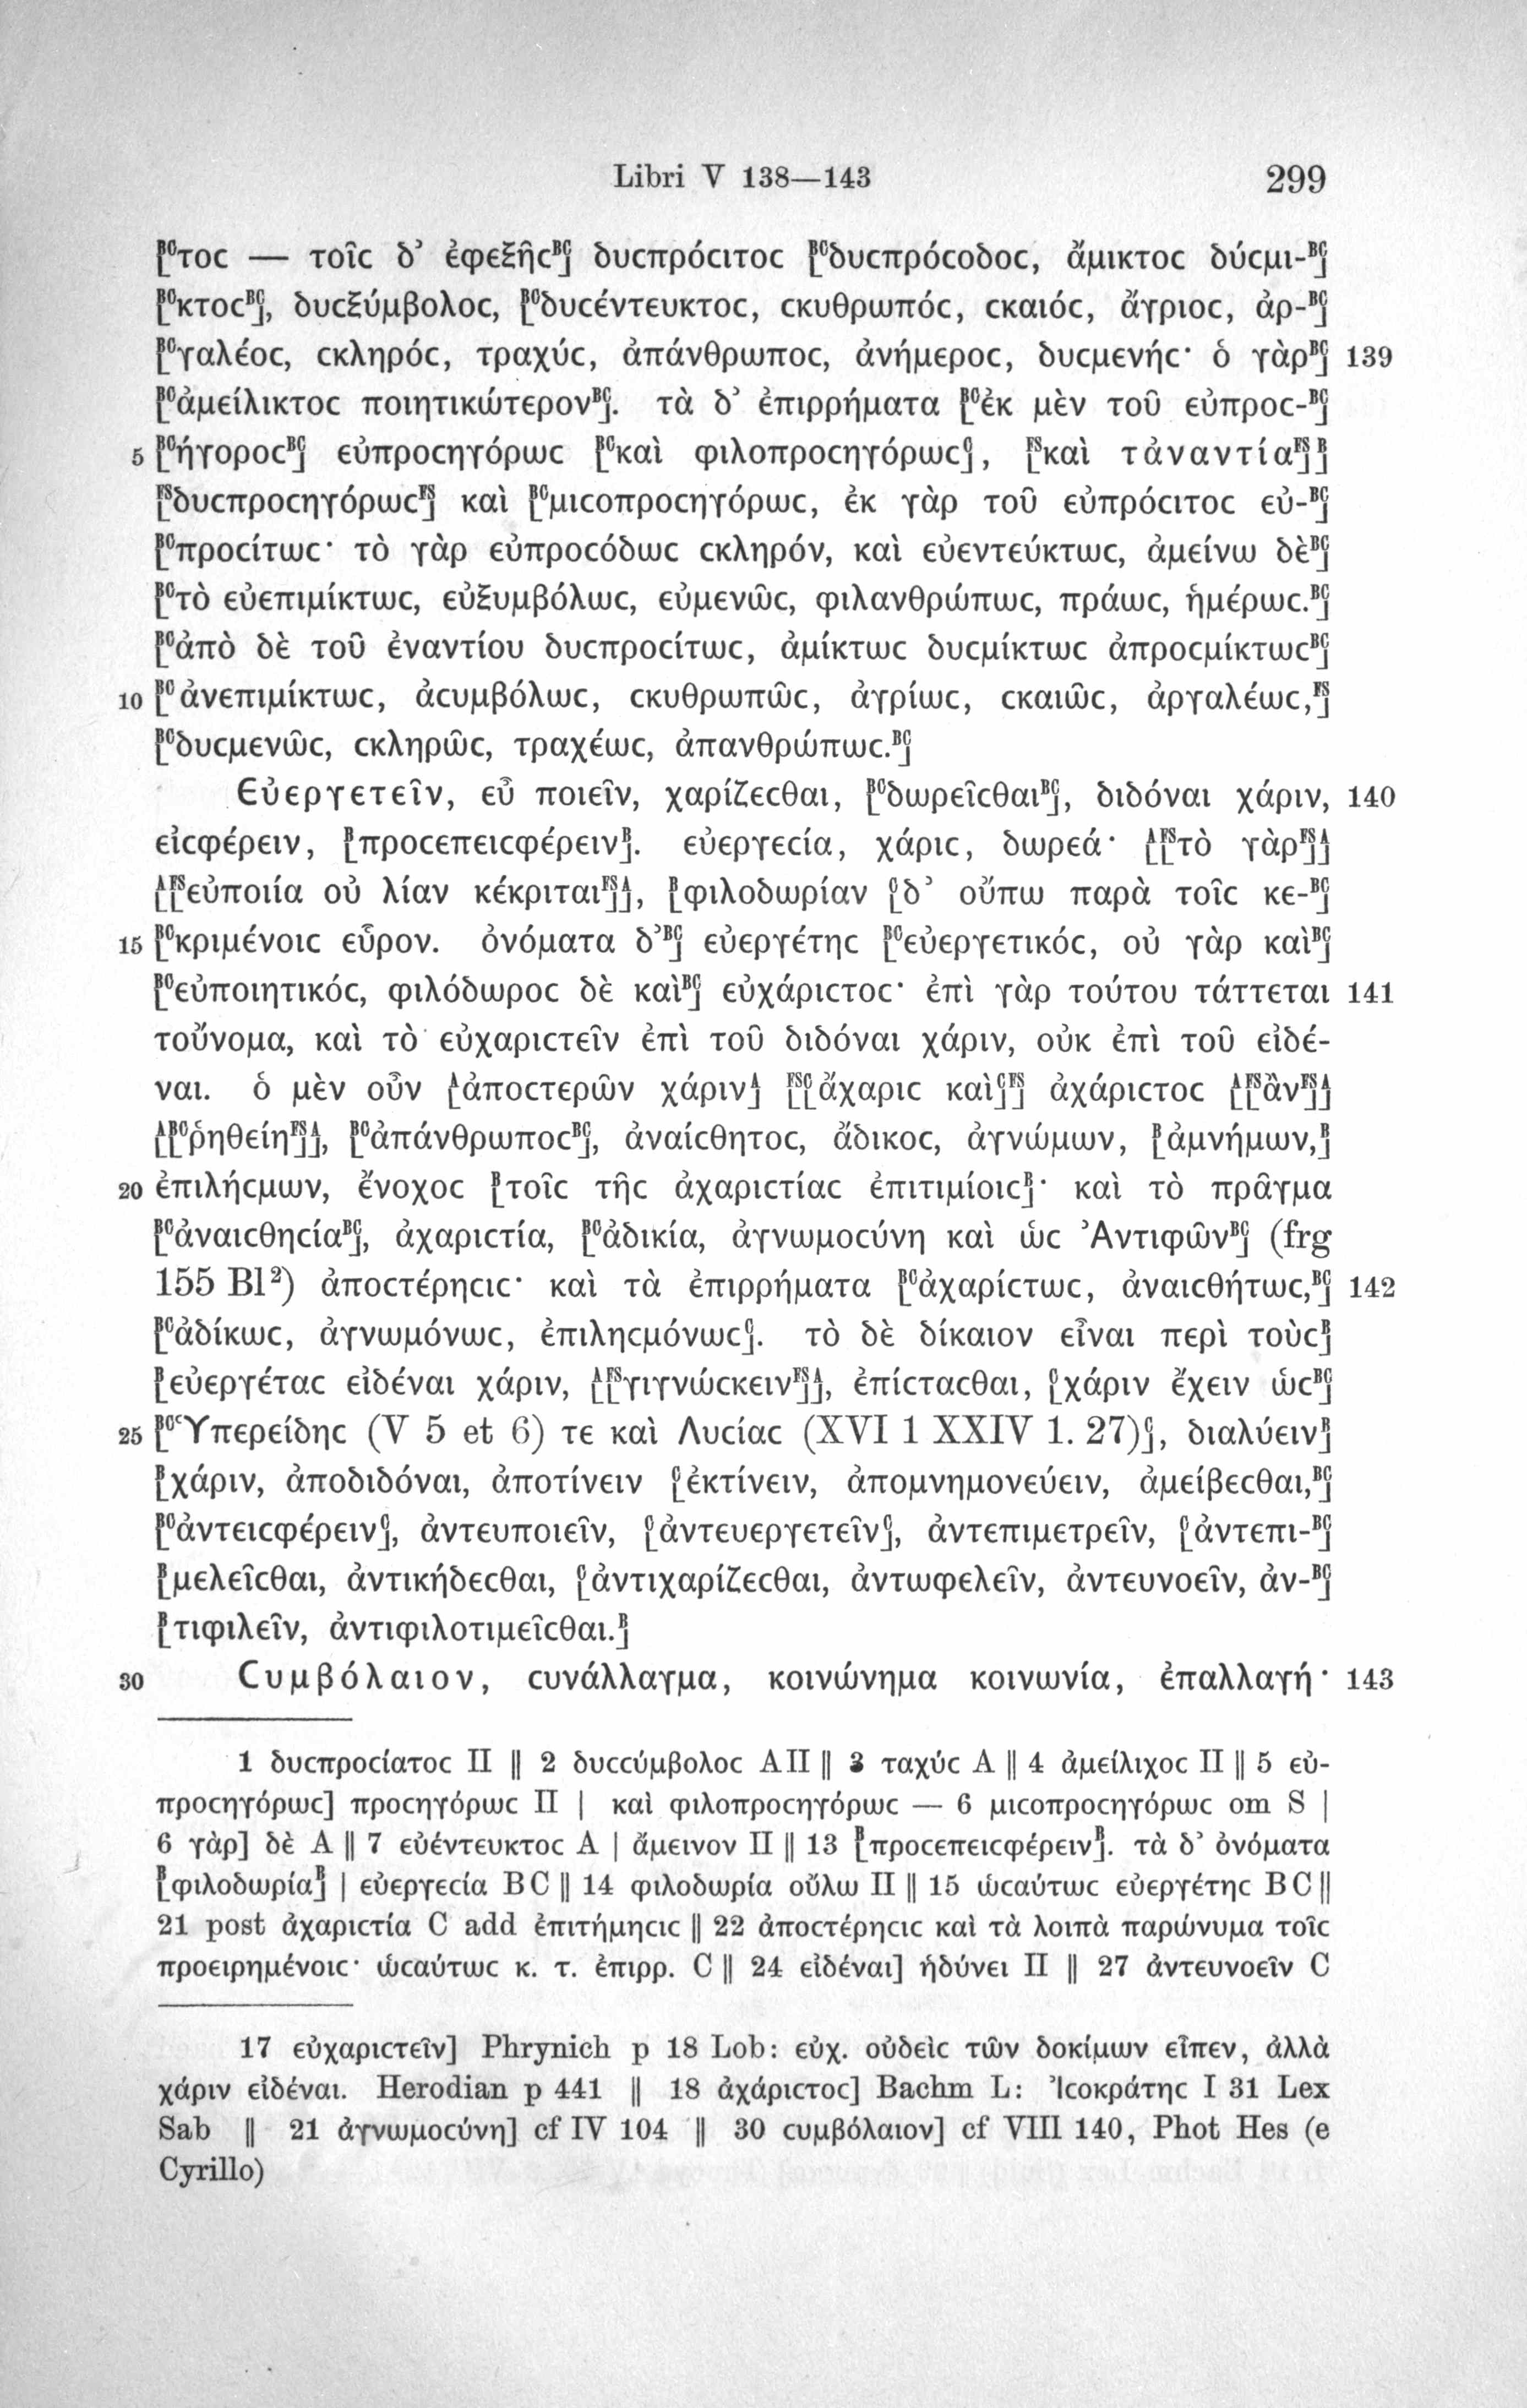 Libri V 138—143 299
[BCτοϲ — τοῖϲ δ’ ἐφεξῆϲBC] δυϲπρόϲιτοϲ [BCδυϲπρόϲοδοϲ, ἄμικτοϲ δύϲμι-BC]
[BCκτοϲBC], δυϲξύμβολοϲ, [BCδυϲέντευκτοϲ, ϲκυθρωπόϲ, ϲκαιόϲ, ἄγριοϲ, ἀρ-BC]
[BCγαλέοϲ, ϲκληρόϲ, τραχύϲ, ἀπάνθρωποϲ, ἀνήμεροϲ, δυϲμενήϲ· ὁ γὰρBC] 139
[BCἀμείλικτοϲ ποιητικώτερονBC]. τὰ δ’ ἐπιρρήματα [BCἐκ μὲν τοῦ εὐπροϲ-BC]
5 [BCήγοροϲBC] εὐπροϲηγόρωϲ [BCκαὶ φιλοπροϲηγόρωϲC], [FSκαὶ τἀναντίαFS]B]
[FSδυϲπροϲηγόρωϲFS] καὶ [BCμιϲοπροϲηγόρωϲ, ἐκ γὰρ τοῦ εὐπρόϲιτοϲ εὐ-BC]
[BCπροϲίτωϲ· τὸ γὰρ εὐπροϲόδωϲ ϲκληρόν, καὶ εὐεντεύκτωϲ, ἀμείνω δὲBC]
[BCτὸ εὐεπιμίκτωϲ, εὐξυμβόλωϲ, εὐμενῶϲ, φιλανθρώπωϲ, πράωϲ, ἡμέρωϲ.BC]
[BCἀπὸ δὲ τοῦ ἐναντίου δυϲπροϲίτωϲ, ἀμίκτωϲ δυϲμίκτωϲ ἀπροϲμίκτωϲBC]
10 [BCἀνεπιμίκτωϲ, ἀϲυμβόλωϲ, ϲκυθρωπῶϲ, ἀγρίωϲ, ϲκαιῶϲ, ἀργαλέωϲ,FS]
[BCδυϲμενῶϲ, ϲκληρῶϲ, τραχέωϲ, ἀπανθρώπωϲ.BC]
Εὐεργετεῖν, εὖ ποιεῖν, χαρίζεϲθαι, [BCδωρεῖϲθαιBC], διδόναι χάριν, 140
εἰϲφέρειν, [BπροϲεπειϲφέρεινB]. εὐεργεϲία, χάριϲ, δωρεά· [A[FSτὸ γὰρFS]A]
[A[FSεὐποιία οὐ λίαν κέκριταιFS]A], [Bφιλοδωρίαν [Cδ’ οὔπω παρὰ τοῖϲ κε-BC]
15 [BCκριμένοιϲ εὗρον. ὀνόματα δ’BC] εὐεργέτηϲ [BCεὐεργετικόϲ, οὐ γὰρ καὶBC]
[BCεὐποιητικόϲ, φιλόδωροϲ δὲ καὶBC] εὐχάριϲτοϲ· ἐπὶ γὰρ τούτου τάττεται 141
τοὔνομα, καὶ τὸ εὐχαριϲτεῖν ἐπὶ τοῦ διδόναι χάριν, οὐκ ἐπὶ τοῦ εἰδέ-
ναι. ὁ μὲν οὖν [Aἀποϲτερῶν χάρινA] [FS[Cἄχαριϲ καὶC]FS] ἀχάριϲτοϲ [A[FSἂνFS]A]
[A[BCῥηθείηFS]A], [BCἀπάνθρωποϲBC], ἀναίϲθητοϲ, ἄδικοϲ, ἀγνώμων, [Bἀμνήμων,B]
20 ἐπιλήϲμων, ἔνοχοϲ [Bτοῖϲ τῆϲ ἀχαριϲτίαϲ ἐπιτιμίοιϲB]· καὶ τὸ πρᾶγμα
[BCἀναιϲθηϲίαBC], ἀχαριϲτία, [BCἀδικία, ἀγνωμοϲύνη καὶ ὡϲ ’ΑντιφῶνBC] (frg
155 Bl²) ἀποϲτέρηϲιϲ· καὶ τὰ ἐπιρρήματα [BCἀχαρίϲτωϲ, ἀναιϲθήτωϲ,BC] 142
[BCἀδίκωϲ, ἀγνωμόνωϲ, ἐπιληϲμόνωϲC]. τὸ δὲ δίκαιον εἶναι περὶ τοὺϲB]
[Bεὐεργέταϲ εἰδέναι χάριν, [A[FSγιγνώϲκεινFS]A], ἐπίϲταϲθαι, [Cχάριν ἔχειν ὡϲBC]
25 [BC‘Υπερείδηϲ (V 5 et 6) τε καὶ Λυϲίαϲ (XVI 1 XXIV 1. 27)C], διαλύεινB]
[Bχάριν, ἀποδιδόναι, ἀποτίνειν [Cἐκτίνειν, ἀπομνημονεύειν, ἀμείβεϲθαι,BC]
[BCἀντειϲφέρεινC], ἀντευποιεῖν, [CἀντευεργετεῖνC], ἀντεπιμετρεῖν, [Cἀντεπι-BC]
[Bμελεῖϲθαι, ἀντικήδεϲθαι, [Cἀντιχαρίζεϲθαι, ἀντωφελεῖν, ἀντευνοεῖν, ἀν-BC]
[Bτιφιλεῖν, ἀντιφιλοτιμεῖϲθαι.B]
30 Ϲυμβόλαιον, ϲυνάλλαγμα, κοινώνημα κοινωνία, ἐπαλλαγή· 143
1 δυϲπροϲίατοϲ II || 2 δυϲϲύμβολοϲ AII || 3 ταχύϲ A || 4 ἀμείλιχοϲ II || 5 εὐ-
προϲηγόρωϲ] προϲηγόρωϲ II | καὶ φιλοπροϲηγόρωϲ — 6 μιϲοπροϲηγόρωϲ om S |
6 γὰρ] δὲ A || 7 εὐέντευκτοϲ A | ἄμεινον II || 13 [BπροϲεπειϲφέρεινB]. τὰ δ’ ὀνόματα
[BφιλοδωρίαB] | εὐεργεϲία BC || 14 φιλοδωρία οὔλω II || 15 ὡϲαύτωϲ εὐεργέτηϲ BC ||
21 post ἀχαριϲτία C add ἐπιτήμηϲιϲ || 22 ἀποϲτέρηϲιϲ καὶ τὰ λοιπὰ παρώνυμα τοῖϲ
προειρημένοιϲ· ὡϲαύτωϲ κ. τ. ἐπιρρ. C || 24 εἰδέναι] ἡδύνει II || 27 ἀντευνοεῖν C
17 εὐχαριϲτεῖν] Phrynich p 18 Lob: εὐχ. οὐδεὶϲ τῶν δοκίμων εἶπεν, ἀλλὰ
χάριν εἰδέναι. Herodian p 441 || 18 ἀχάριϲτοϲ] Bachm L: ’Ιϲοκράτηϲ I 31 Lex
Sab || 21 ἀγνωμοϲύνη] cf IV 104 || 30 ϲυμβόλαιον] cf VIII 140, Phot Hes (e
Cyrillo)